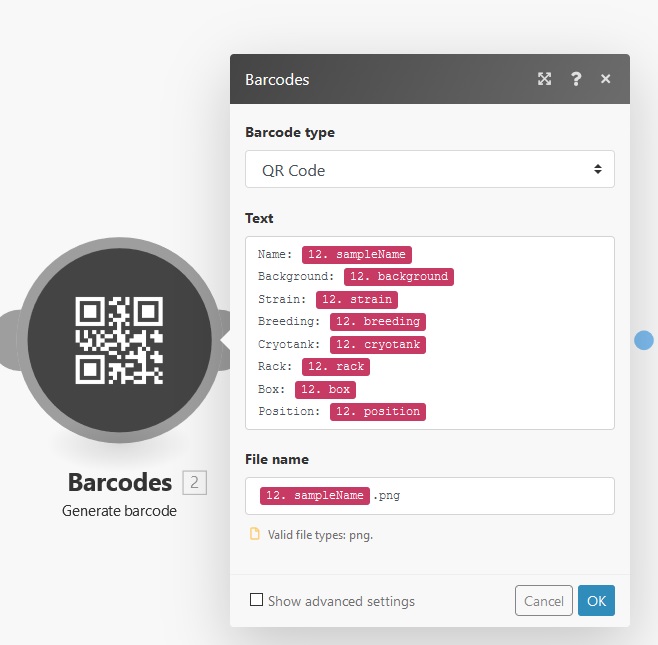 Barcodes
?
×
Barcode type
QR Code
Text
Name: 12. sampleName
Background: 12. background
Strain: 12. strain
Breeding: 12. breeding
Cryotank: 12. cryotank
Rack: 12. rack
Box: 12. box
Position: 12. position
File name
12. sampleName .png
Valid file types: png.
Show advanced settings
Cancel
OK
Barcodes 2
Generate barcode